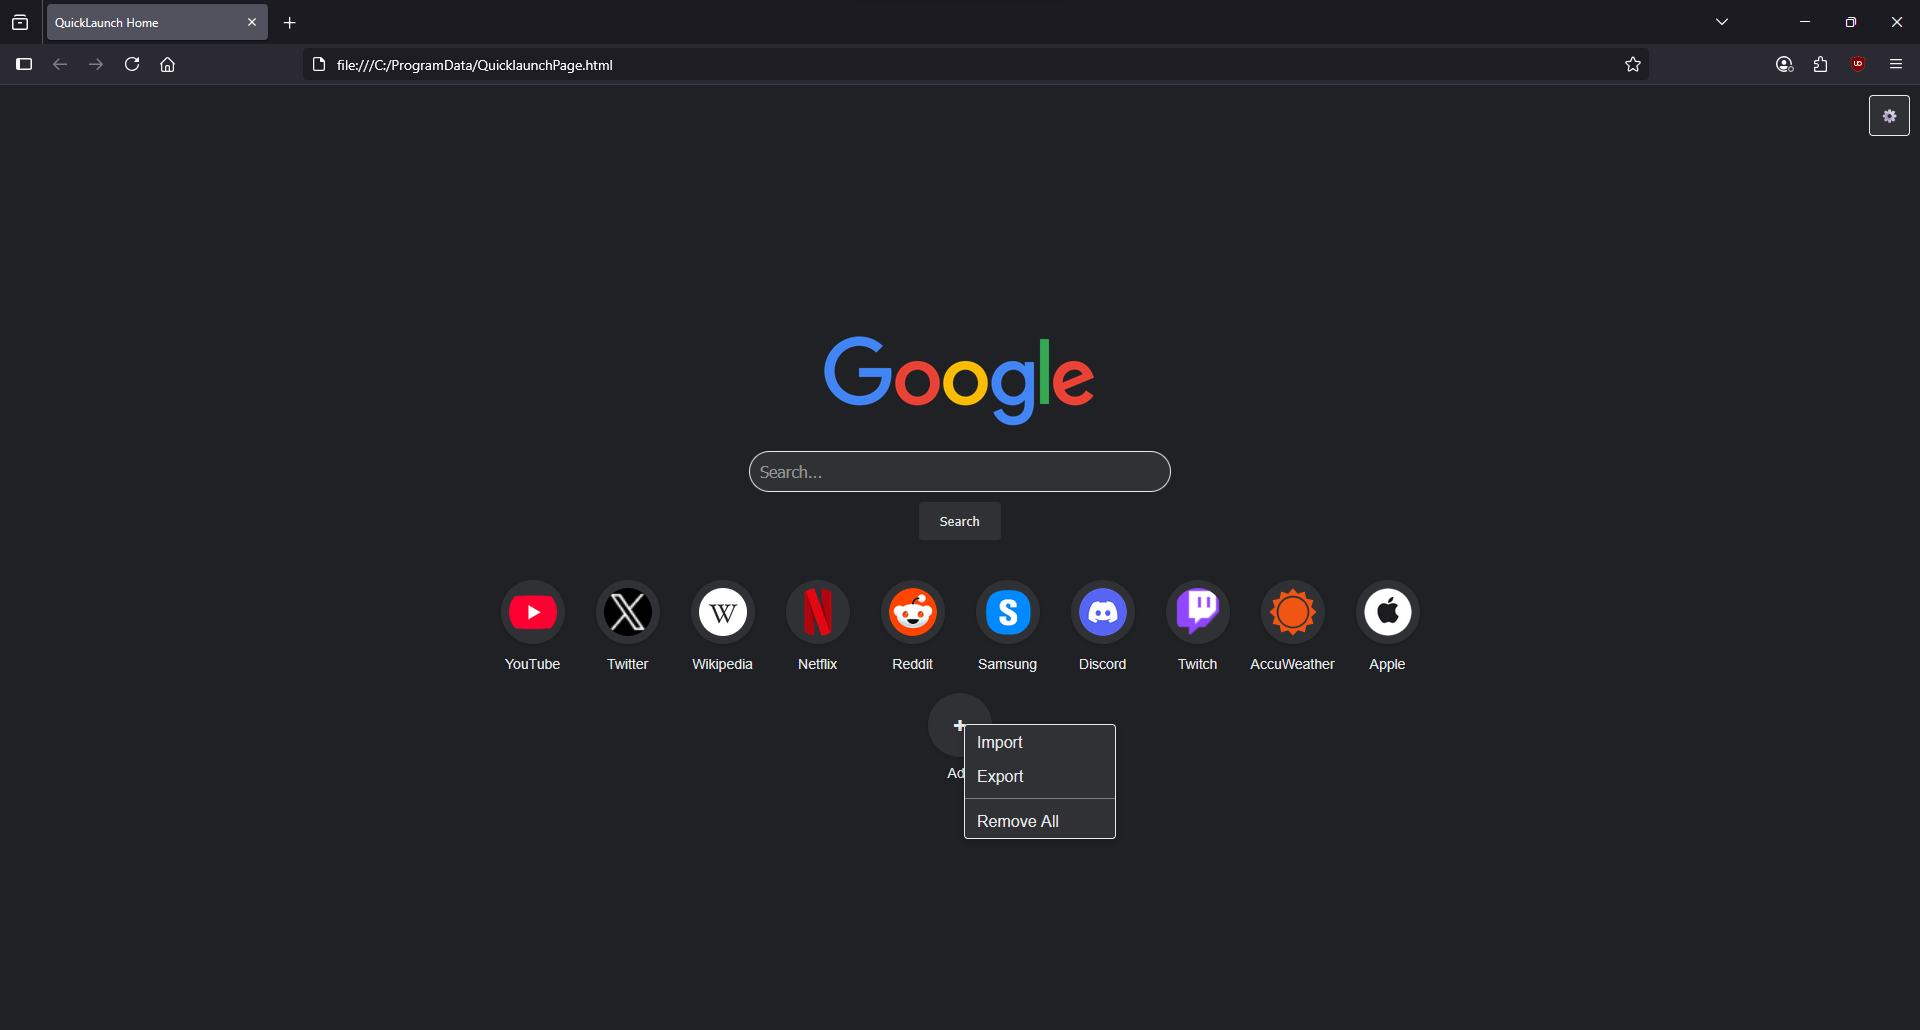 QuickLaunch Home
file:///C:/ProgramData/QuicklaunchPage.html
Google
Search...
Search
YouTube Twitter Wikipedia Netflix Reddit Samsung Discord Twitch AccuWeather Apple
Ad
Import
Export
Remove All